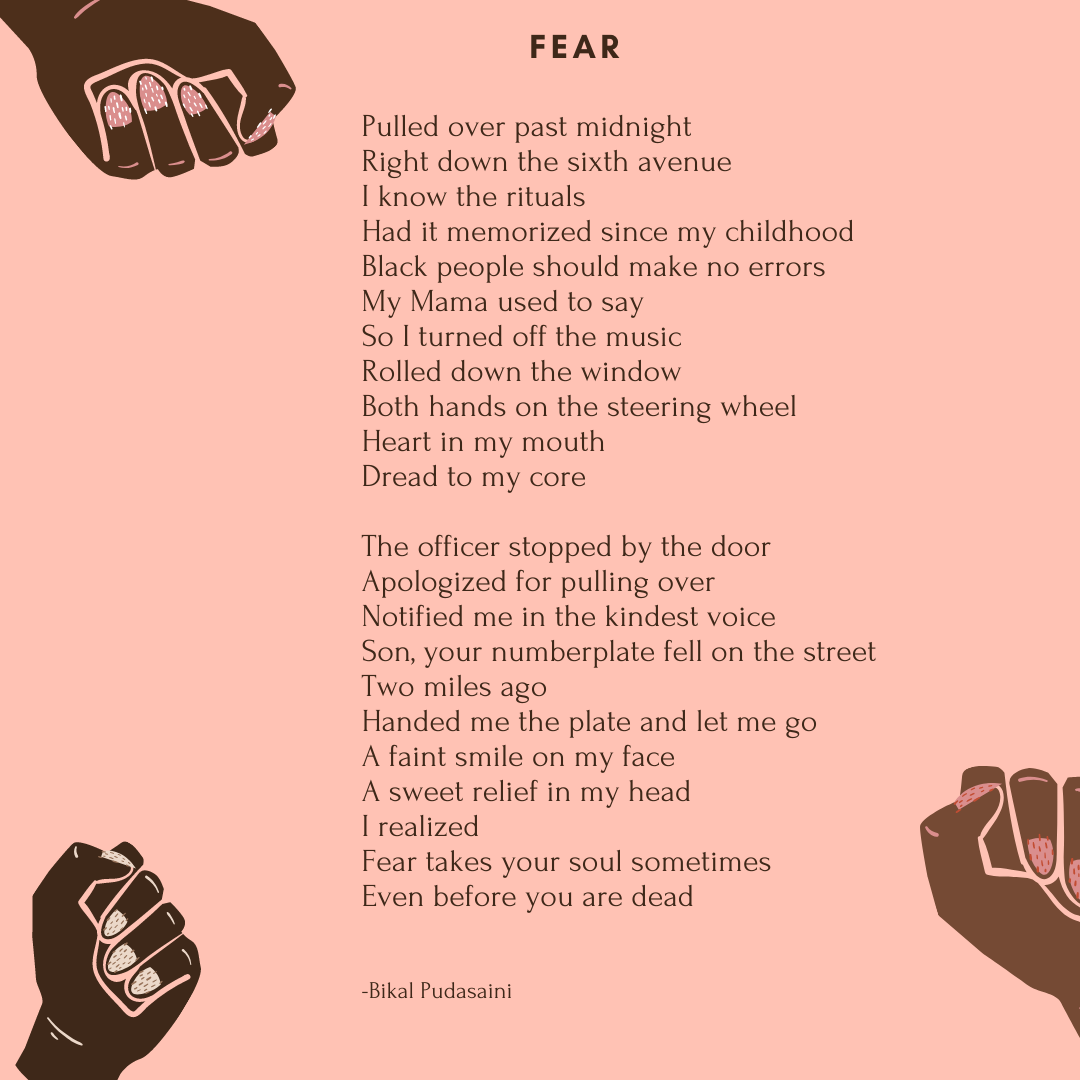 FEAR
Pulled over past midnight
Right down the sixth avenue
I know the rituals
Had it memorized since my childhood
Black people should make no errors
My Mama used to say
So I turned off the music
Rolled down the window
Both hands on the steering wheel
Heart in my mouth
Dread to my core
The officer stopped by the door
Apologized for pulling over
Notified me in the kindest voice
Son, your numberplate fell on the street
Two miles ago
Handed me the plate and let me go
A faint smile on my face
A sweet relief in my head
I realized
Fear takes your soul sometimes
Even before you are dead
-Bikal Pudasaini